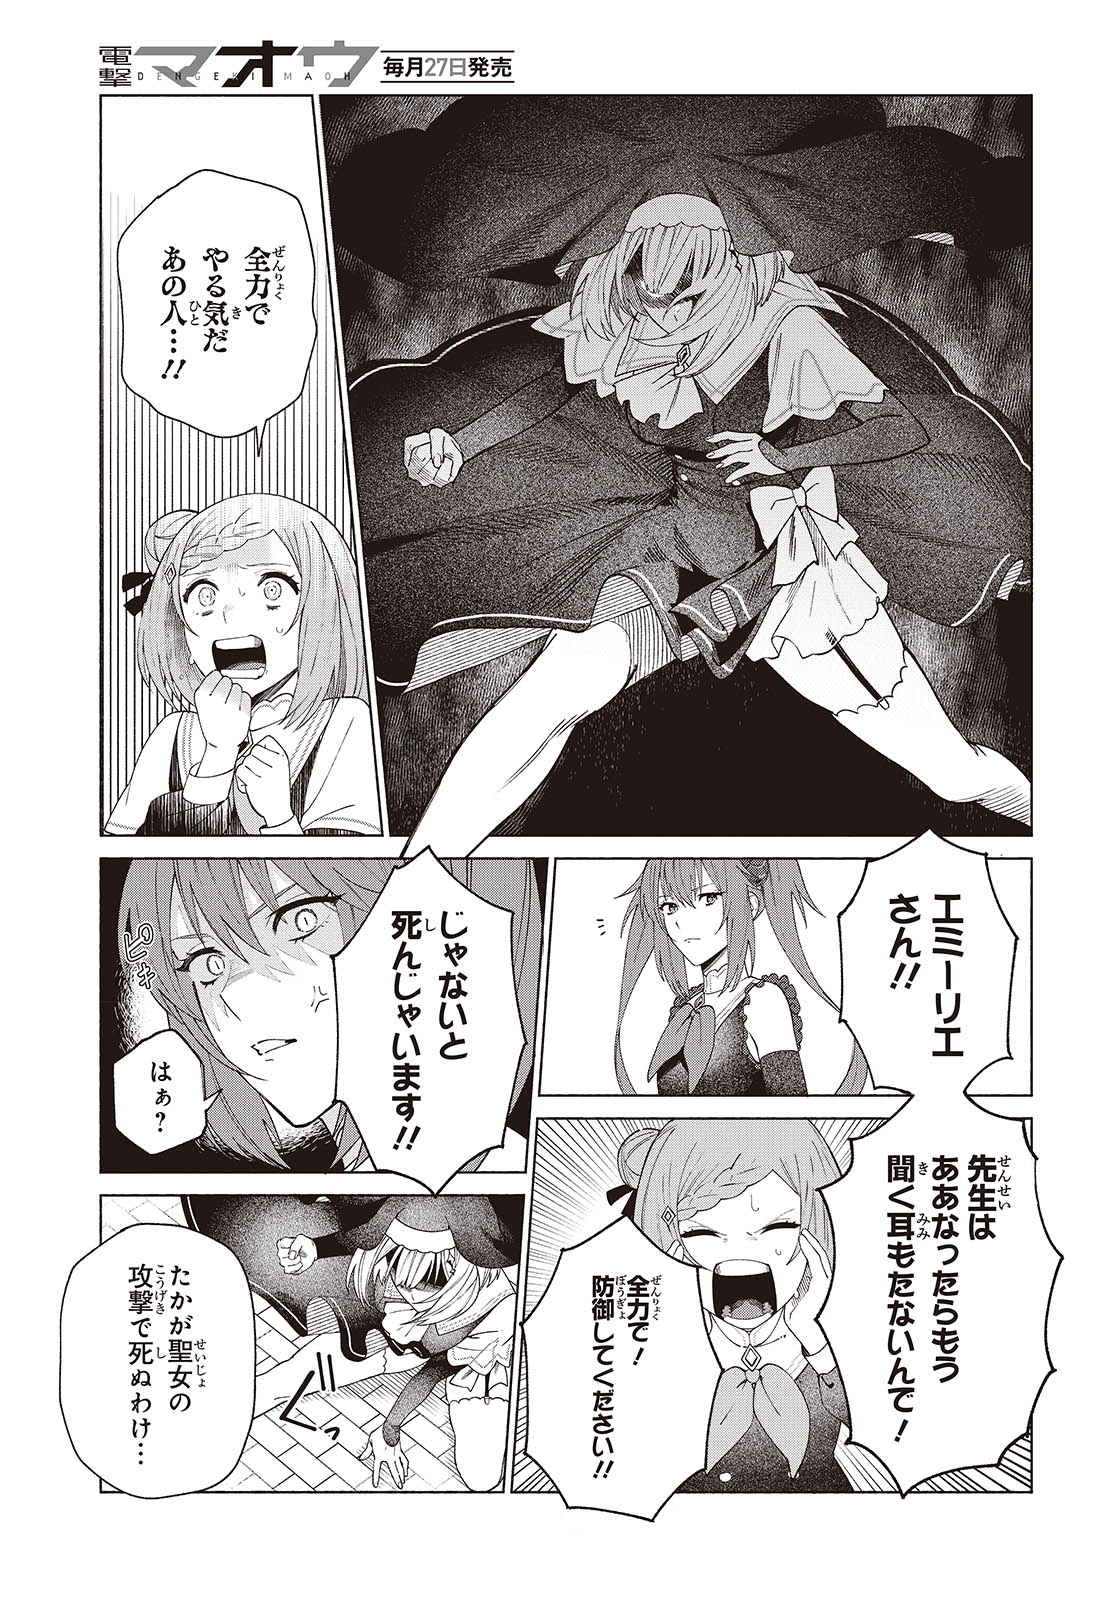 電撃マオウ
DENGEKI MAOH
毎月27日発売
全力で
やる気だ
あの人…!!
エミーリエ
さん!!
先生は
ああなったらもう
聞く耳もたないんで!
全力で!
防御してください!!
じゃないと
死んじゃいます!!
ピキ
はぁ?
たかが聖女の
攻撃で死ぬわけ…
ぐっ